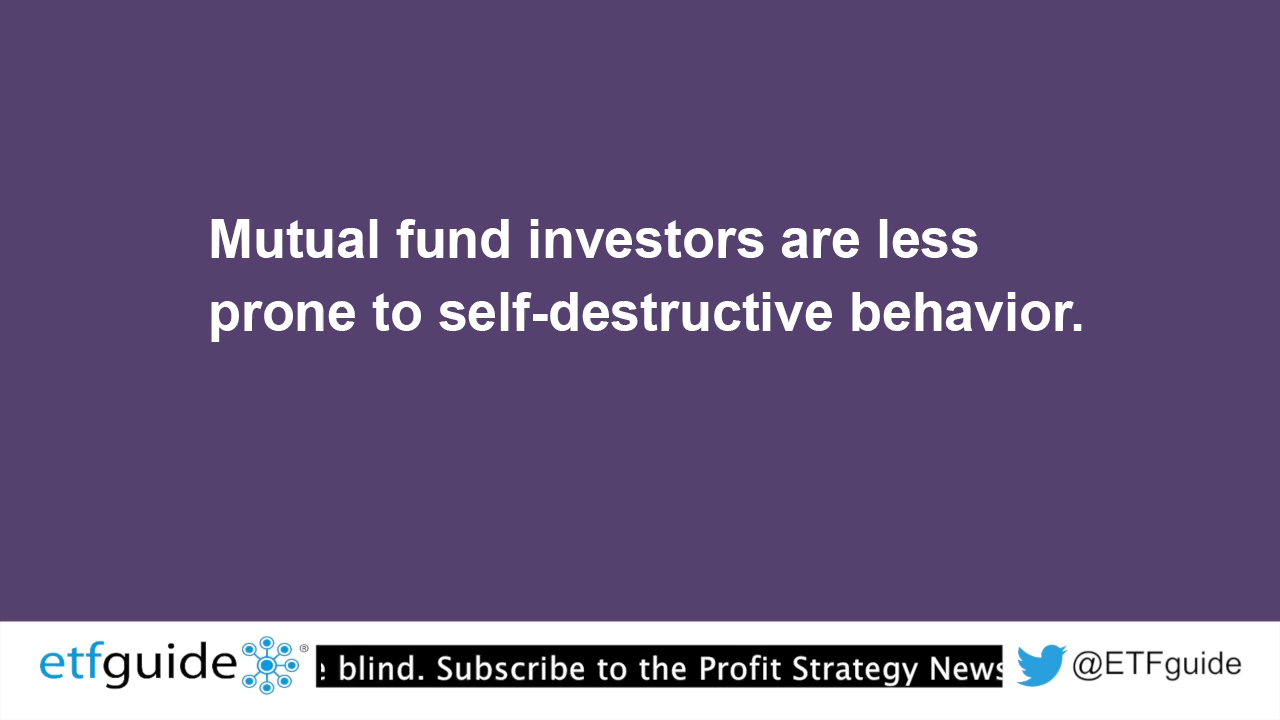 Mutual fund investors are less
prone to self-destructive behavior.
etfguide® blind. Subscribe to the Profit Strategy News @ETFguide